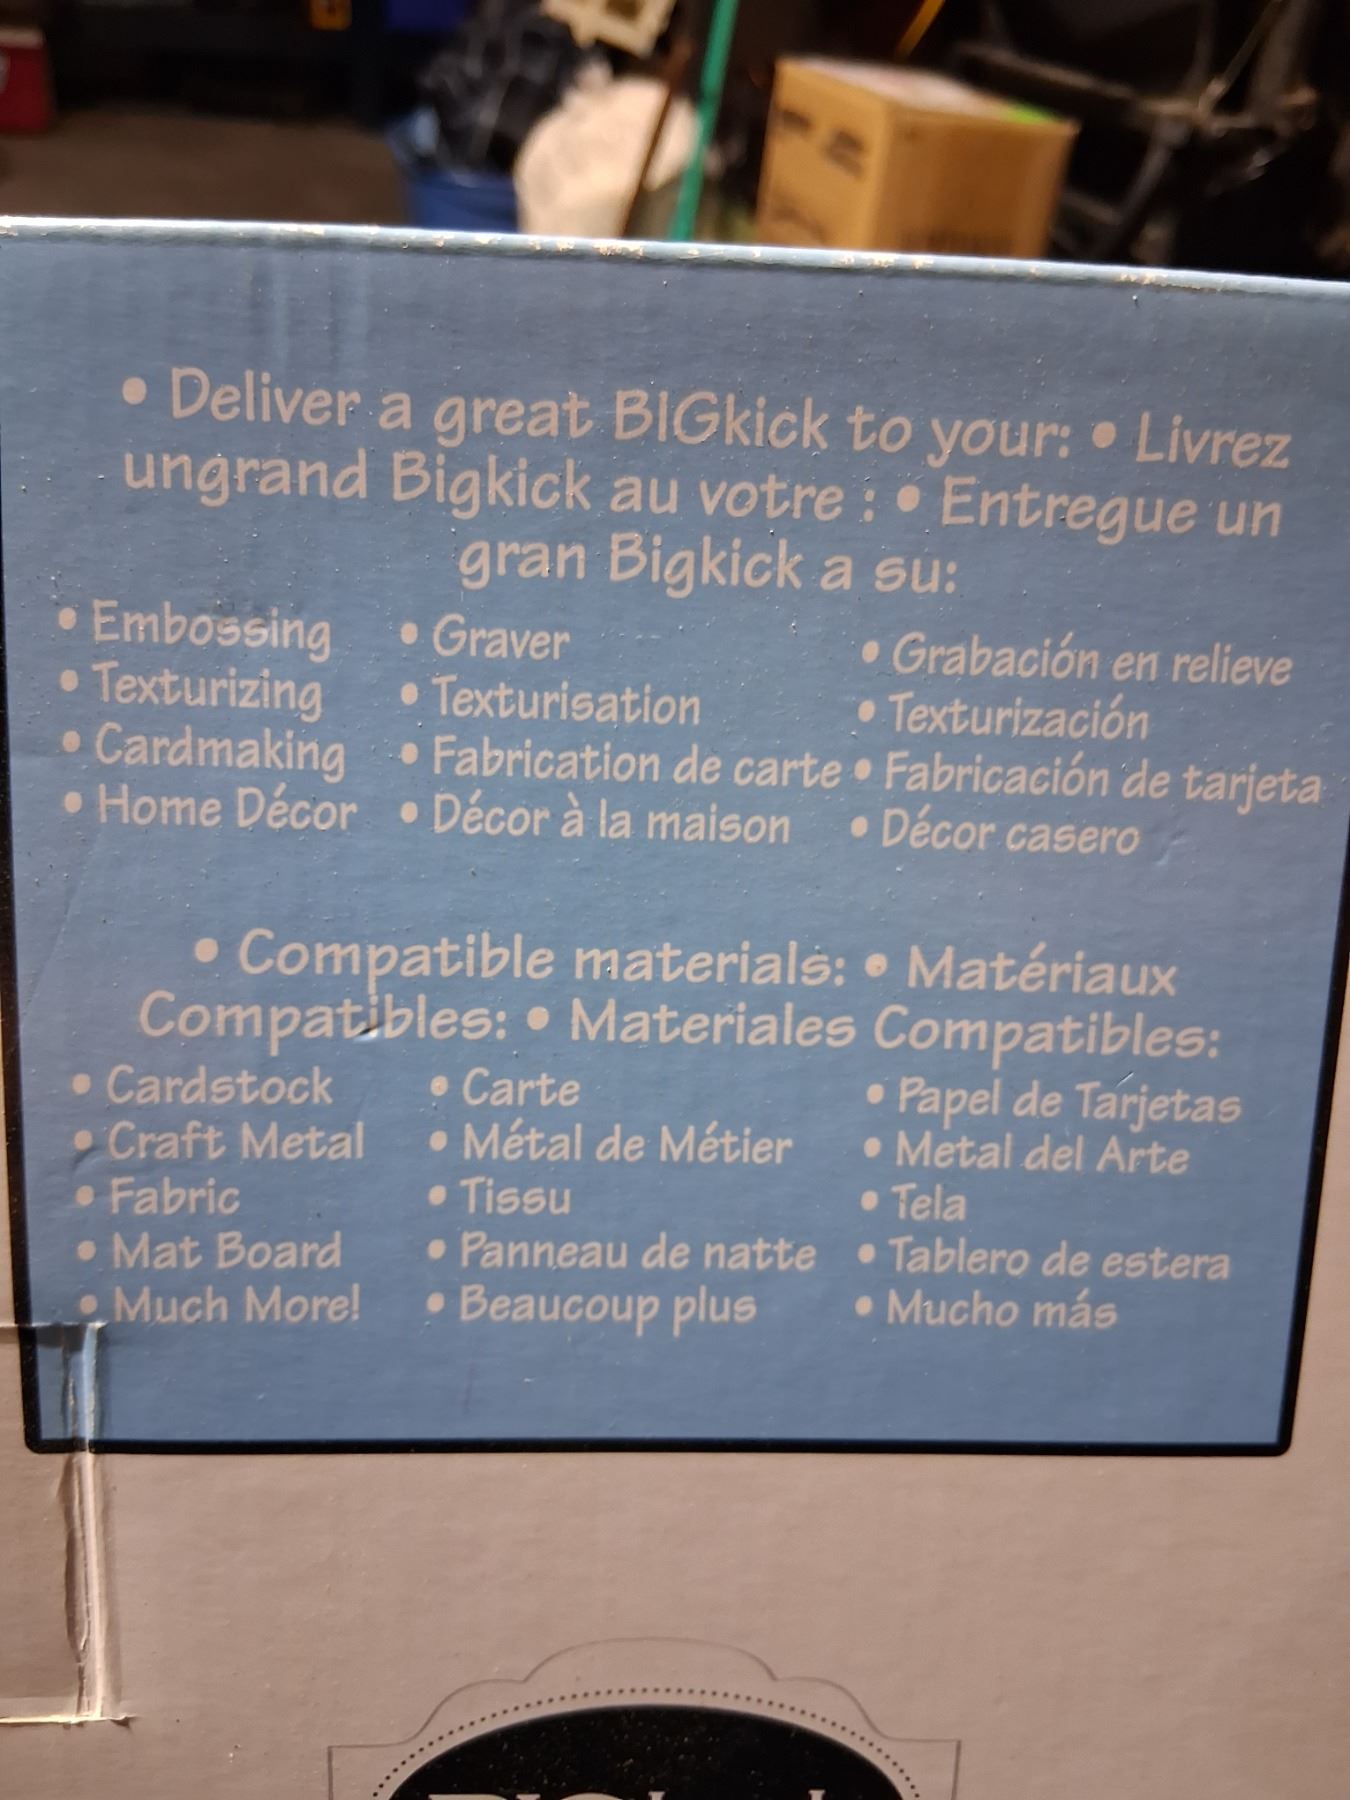 • Deliver a great BIGkick to your: • Livrez
ungrand Bigkick au votre : • Entregue un
gran Bigkick a su:
• Embossing
• Texturizing
• Cardmaking
• Home Décor
• Graver
• Texturisation
• Fabrication de carte
• Décor à la maison
• Grabación en relieve
• Texturización
• Fabricación de tarjeta
• Décor casero
• Compatible materials: • Matériaux
Compatibles: • Materiales Compatibles:
• Cardstock
• Craft Metal
• Fabric
• Mat Board
• Much More!
• Carte
• Métal de Métier
• Tissu
• Panneau de natte
• Beaucoup plus
• Papel de Tarjetas
• Metal del Arte
• Tela
• Tablero de estera
• Mucho más